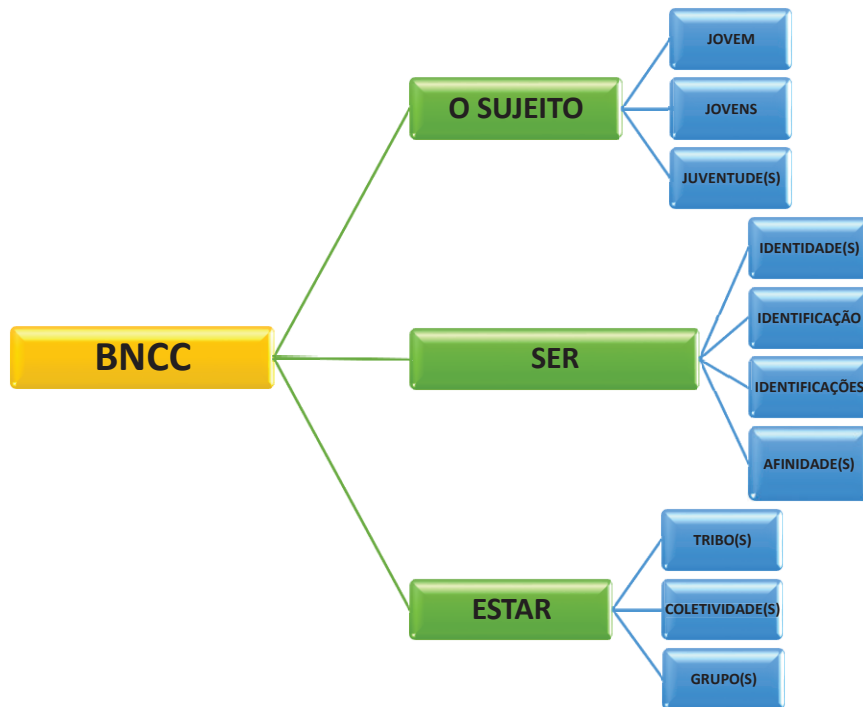 BNCC
O SUJEITO
JOVEM
JOVENS
JUVENTUDE(S)
SER
IDENTIDADE(S)
IDENTIFICAÇÃO
IDENTIFICAÇÕES
AFINIDADE(S)
ESTAR
TRIBO(S)
COLETIVIDADE(S)
GRUPO(S)